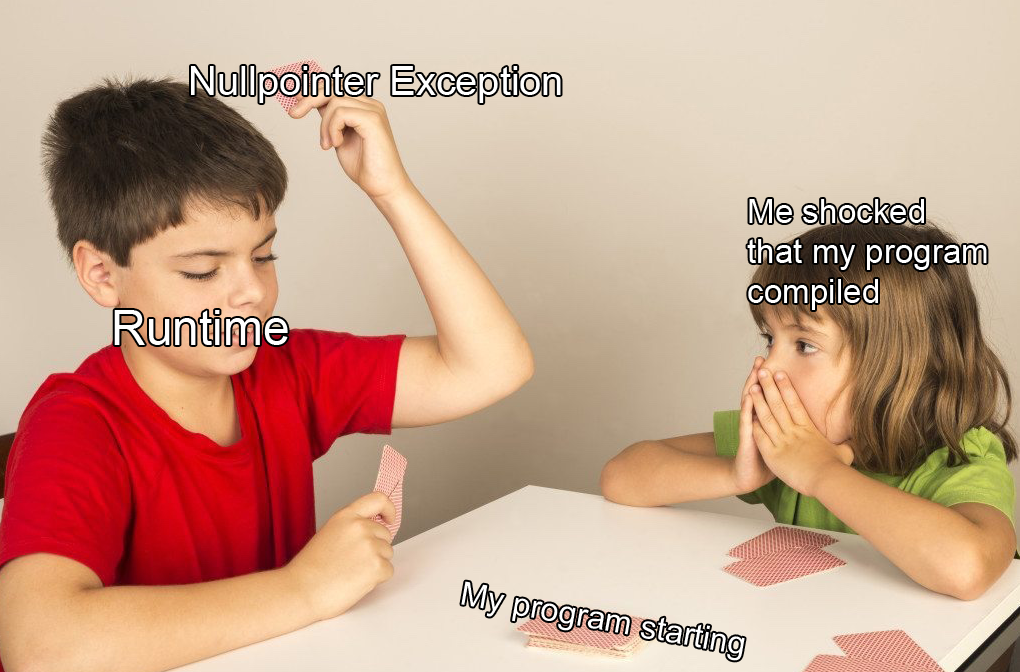 Nullpointer Exception
Me shocked
that my program
compiled
Runtime
My program starting